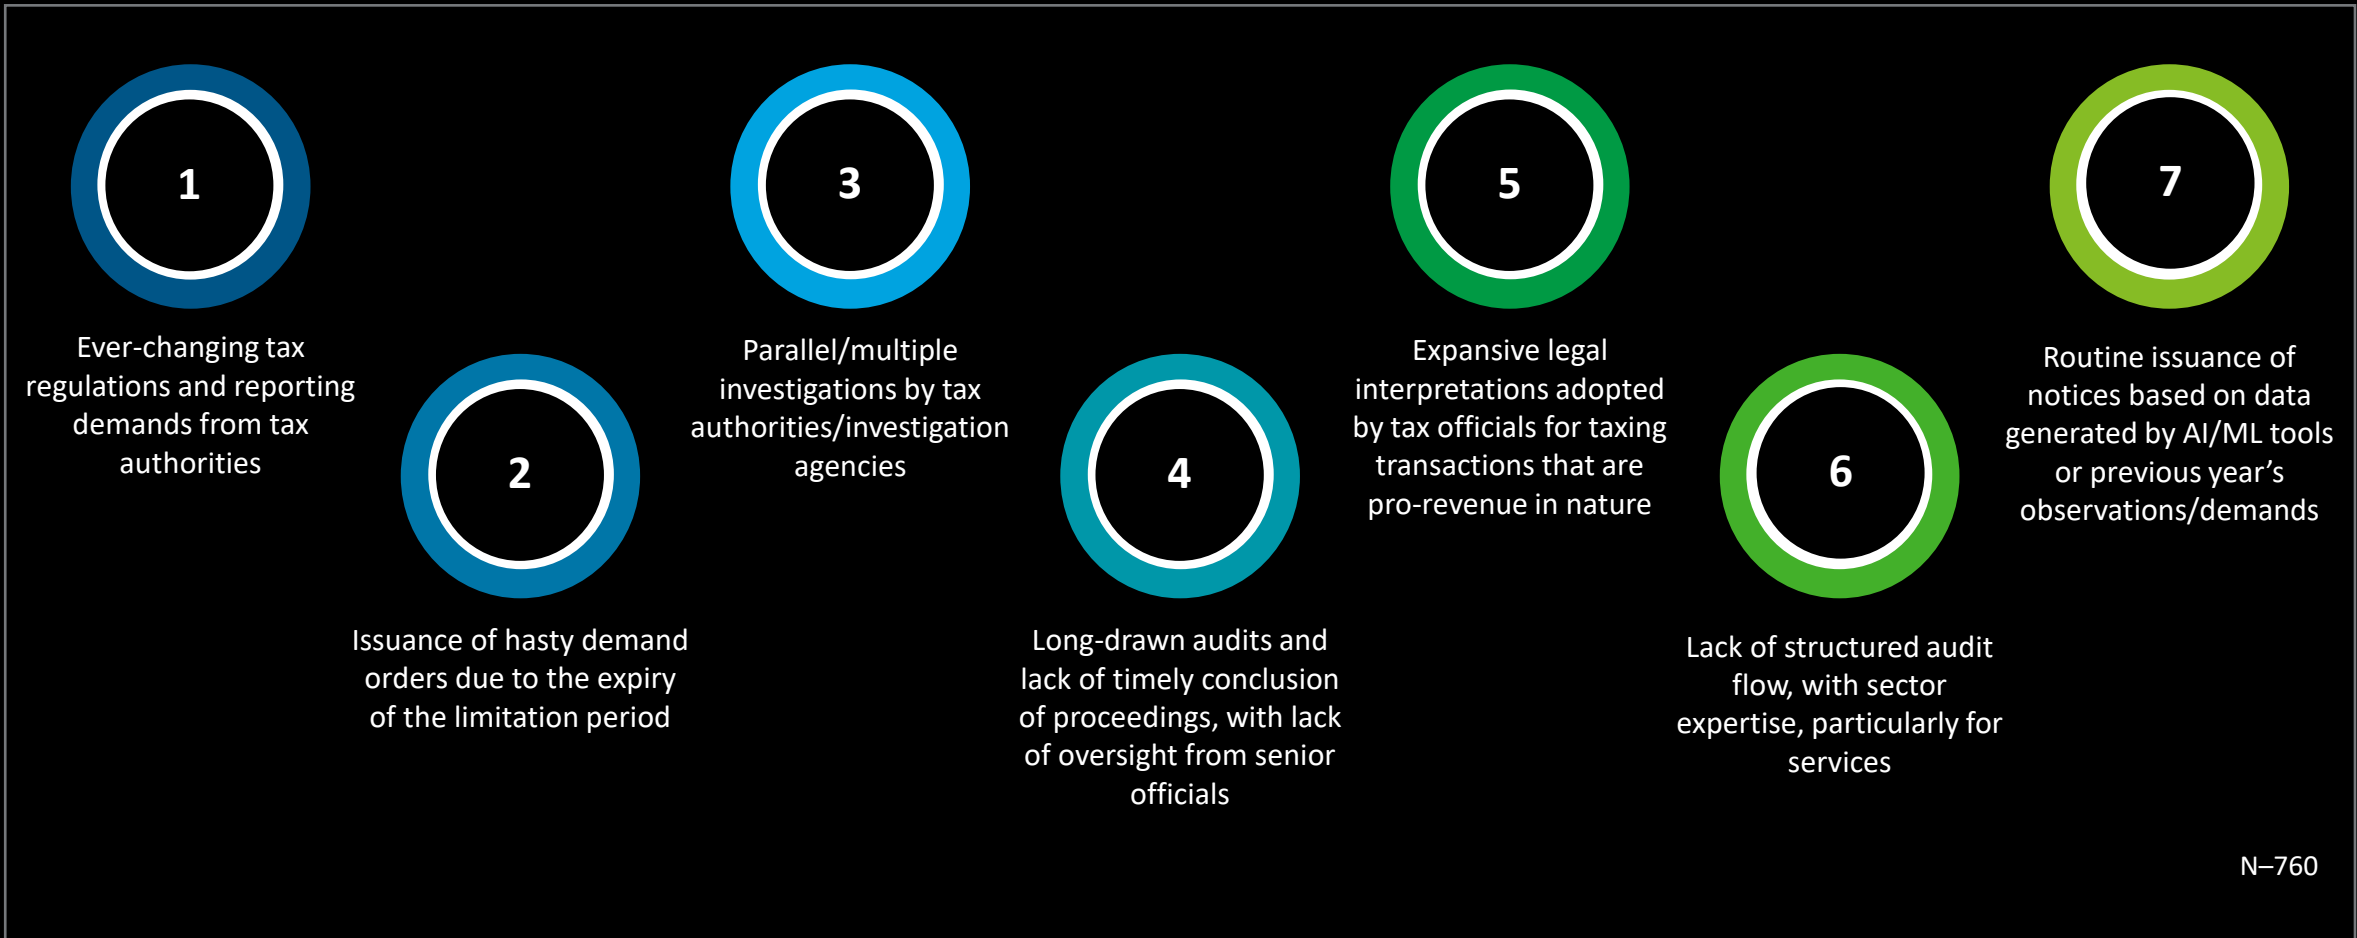 1
Ever-changing tax
regulations and reporting
demands from tax
authorities
2
Issuance of hasty demand
orders due to the expiry
of the limitation period
3
Parallel/multiple
investigations by tax
authorities/investigation
agencies
4
Long-drawn audits and
lack of timely conclusion
of proceedings, with lack
of oversight from senior
officials
5
Expansive legal
interpretations adopted
by tax officials for taxing
transactions that are
pro-revenue in nature
6
Lack of structured audit
flow, with sector
expertise, particularly for
services
7
Routine issuance of
notices based on data
generated by AI/ML tools
or previous year’s
observations/demands
N–760